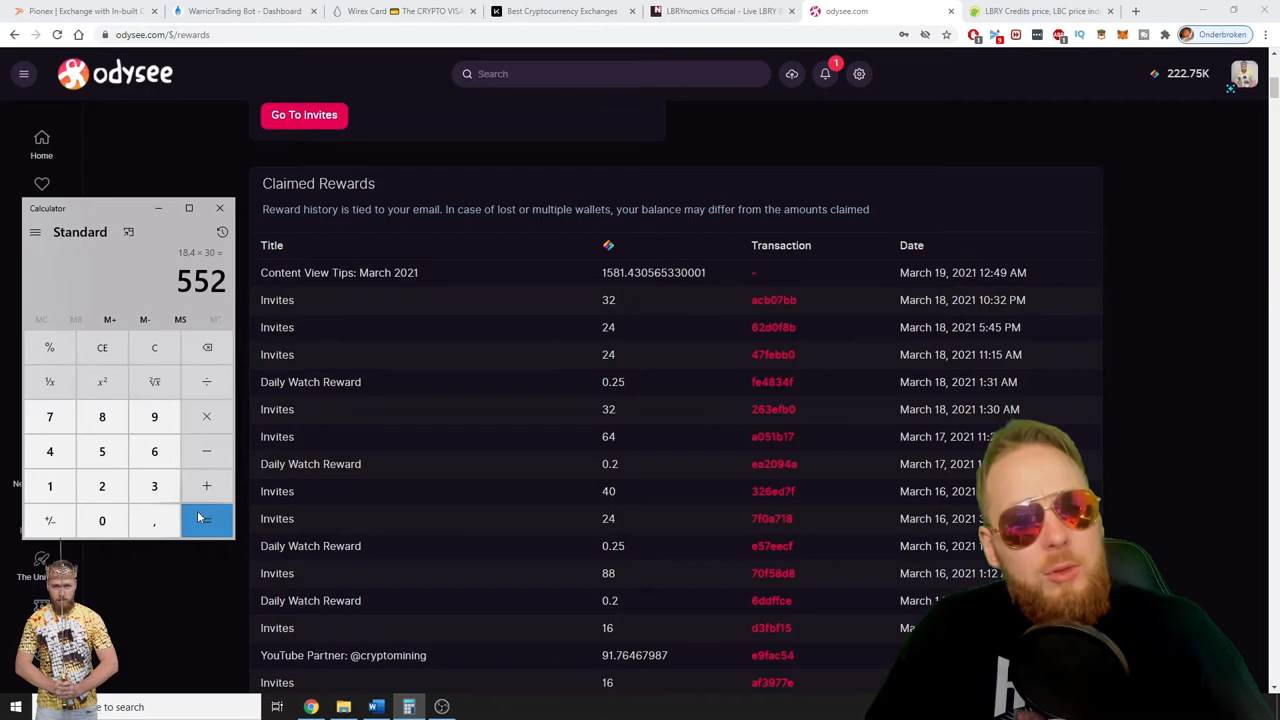 Pionex | Exchange with In-built G
WarriorTrading Bot - Dashboard
Wirex Card 💳 The CRYPTO VISA
Best Cryptocurrency Exchanges
LBRYnomics Official - Live LBRY &
odysee.com
LBRY Credits price, LBC price ind
odysee.com/$/rewards
Onderbroken
odysee
Search
1
222.75K
Go To Invites
Home
Claimed Rewards
Reward history is tied to your email. In case of lost or multiple wallets, your balance may differ from the amounts claimed
Title Transaction Date
Content View Tips: March 2021 1581.430565330001 - March 19, 2021 12:49 AM
Invites 32 acb07bb March 18, 2021 10:32 PM
Invites 24 62d0f8b March 18, 2021 5:45 PM
Invites 24 47febb0 March 18, 2021 11:15 AM
Daily Watch Reward 0.25 fe4834f March 18, 2021 1:31 AM
Invites 32 263efb0 March 18, 2021 1:30 AM
Invites 64 a051b17 March 17, 2021 11:2
Daily Watch Reward 0.2 ea2094a March 17, 2021 1
Invites 40 326ed7f March 16, 2021 1
Invites 24 7f0a718 March 16, 2021 3
Daily Watch Reward 0.25 e57eecf March 16, 2021
Invites 88 70f58d8 March 16, 2021 1:12
Daily Watch Reward 0.2 6ddffce March
Invites 16 d3fbf15
YouTube Partner: @cryptomining 91.76467987 e9fac54
Invites 16 af3977e
Calculator
Standard
18,4 × 30 =
552
MC MR M+ M- MS
% CE C
¹/x x² ²√x ÷
7 8 9 ×
4 5 6 −
1 2 3 +
+/− 0 , =
The Uni
to search